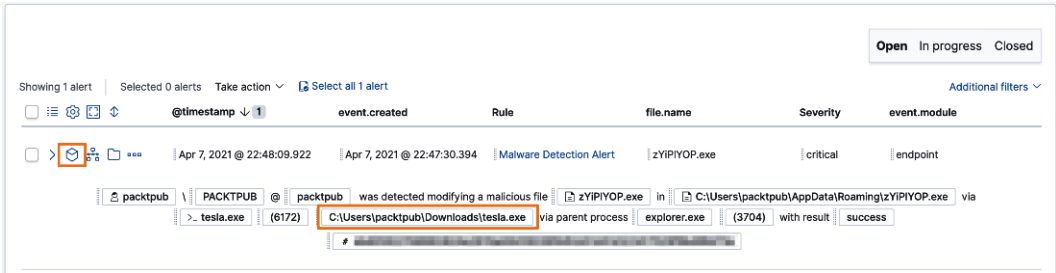 Open In progress Closed
Showing 1 alert Selected 0 alerts Take action Select all 1 alert Additional filters
@timestamp 1 event.created Rule file.name Severity event.module
Apr 7, 2021 @ 22:48:09.922 Apr 7, 2021 @ 22:47:30.394 Malware Detection Alert zYiPlYOP.exe critical endpoint
packtpub \ PACKTPUB @ packtpub was detected modifying a malicious file zYiPlYOP.exe in C:\Users\packtpub\AppData\Roaming\zYiPlYOP.exe via
>_ tesla.exe (6172) C:\Users\packtpub\Downloads\tesla.exe via parent process explorer.exe (3704) with result success
#